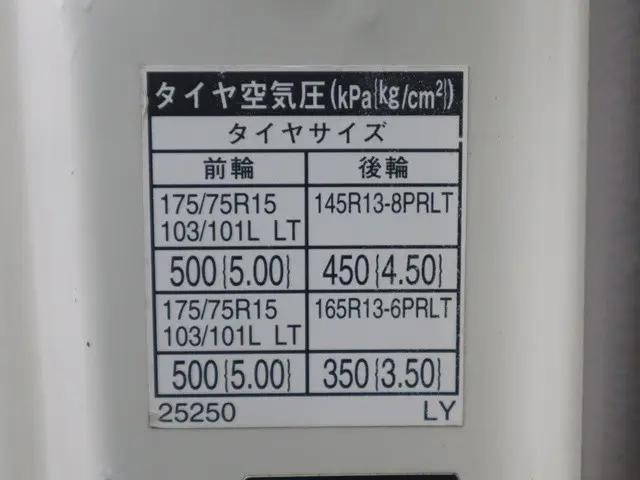 タイヤ空気圧(kPa{kg/cm²})
タイヤサイズ
前輪 後輪
175/75R15 145R13-8PRLT
103/101L LT
500{5.00} 450{4.50}
175/75R15 165R13-6PRLT
103/101L LT
500{5.00} 350{3.50}
25250 LY